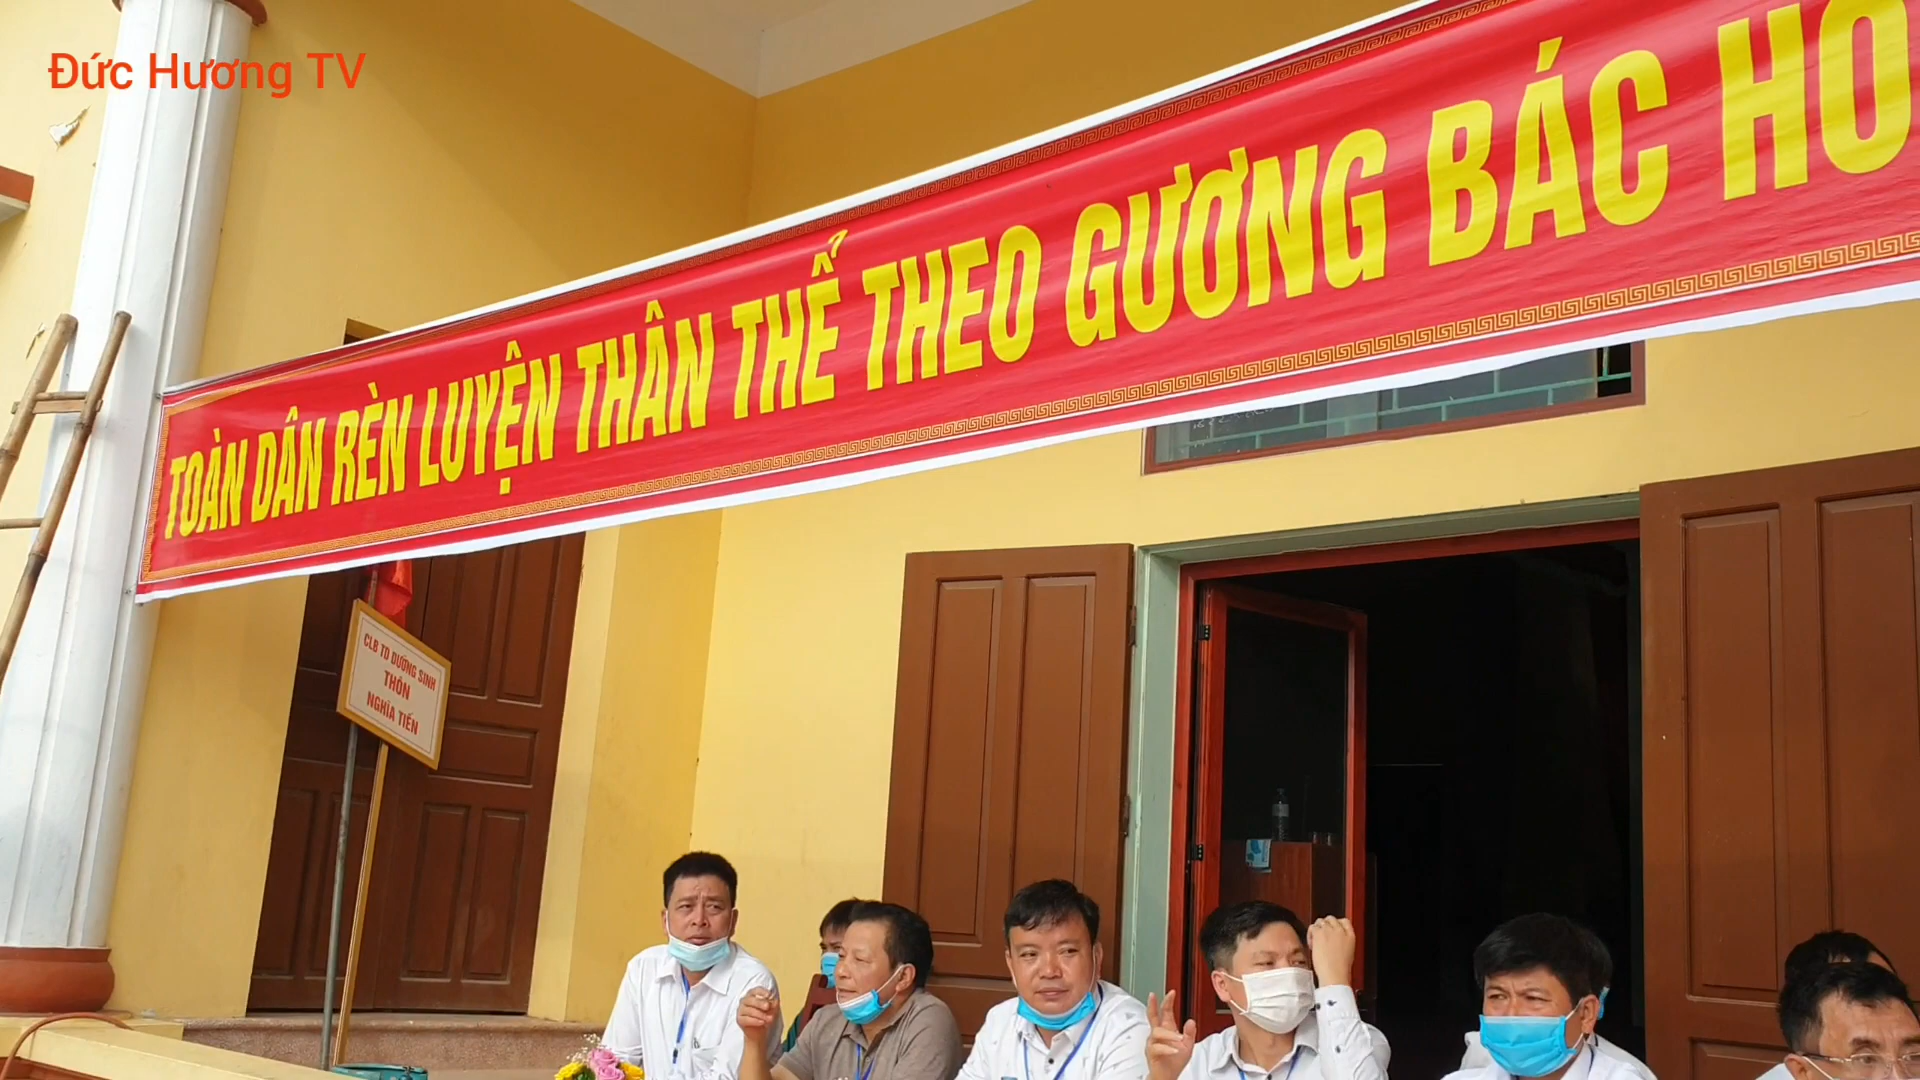 Đức Hương TV
TOÀN DÂN RÈN LUYỆN THÂN THỂ THEO GƯƠNG BÁC HO
CLB TD DƯỠNG SINH
THÔN
NGHĨA TIẾN